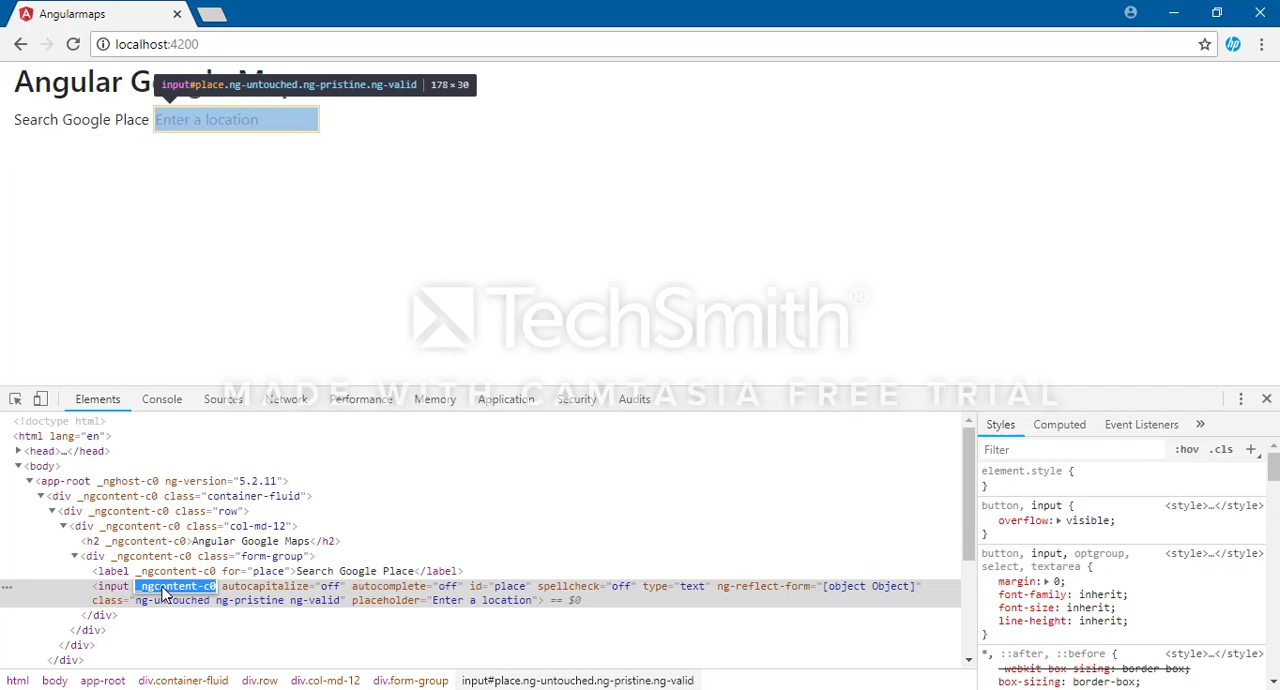 Angularmaps
localhost:4200
Angular G
input#place.ng-untouched.ng-pristine.ng-valid | 178×30
Search Google Place Enter a location
TechSmith®
MADE WITH CAMTASIA FREE TRIAL
Elements Console Sources Network Performance Memory Application Security Audits
<!doctype html>
<html lang="en">
<head>…</head>
<body>
<app-root _nghost-c0 ng-version="5.2.11">
<div _ngcontent-c0 class="container-fluid">
<div _ngcontent-c0 class="row">
<div _ngcontent-c0 class="col-md-12">
<h2 _ngcontent-c0>Angular Google Maps</h2>
<div _ngcontent-c0 class="form-group">
<label _ngcontent-c0 for="place">Search Google Place</label>
<input _ngcontent-c0 autocapitalize="off" autocomplete="off" id="place" spellcheck="off" type="text" ng-reflect-form="[object Object]"
class="ng-untouched ng-pristine ng-valid" placeholder="Enter a location"> == $0
</div>
</div>
</div>
</div>
html body app-root div.container-fluid div.row div.col-md-12 div.form-group input#place.ng-untouched.ng-pristine.ng-valid
Styles Computed Event Listeners »
Filter :hov .cls +
element.style {
}
button, input { <style>…</style>
overflow: visible;
}
button, input, optgroup, <style>…</style>
select, textarea {
margin: 0;
font-family: inherit;
font-size: inherit;
line-height: inherit;
}
*, ::after, ::before { <style>…</style>
-webkit-box-sizing: border-box;
box-sizing: border-box;